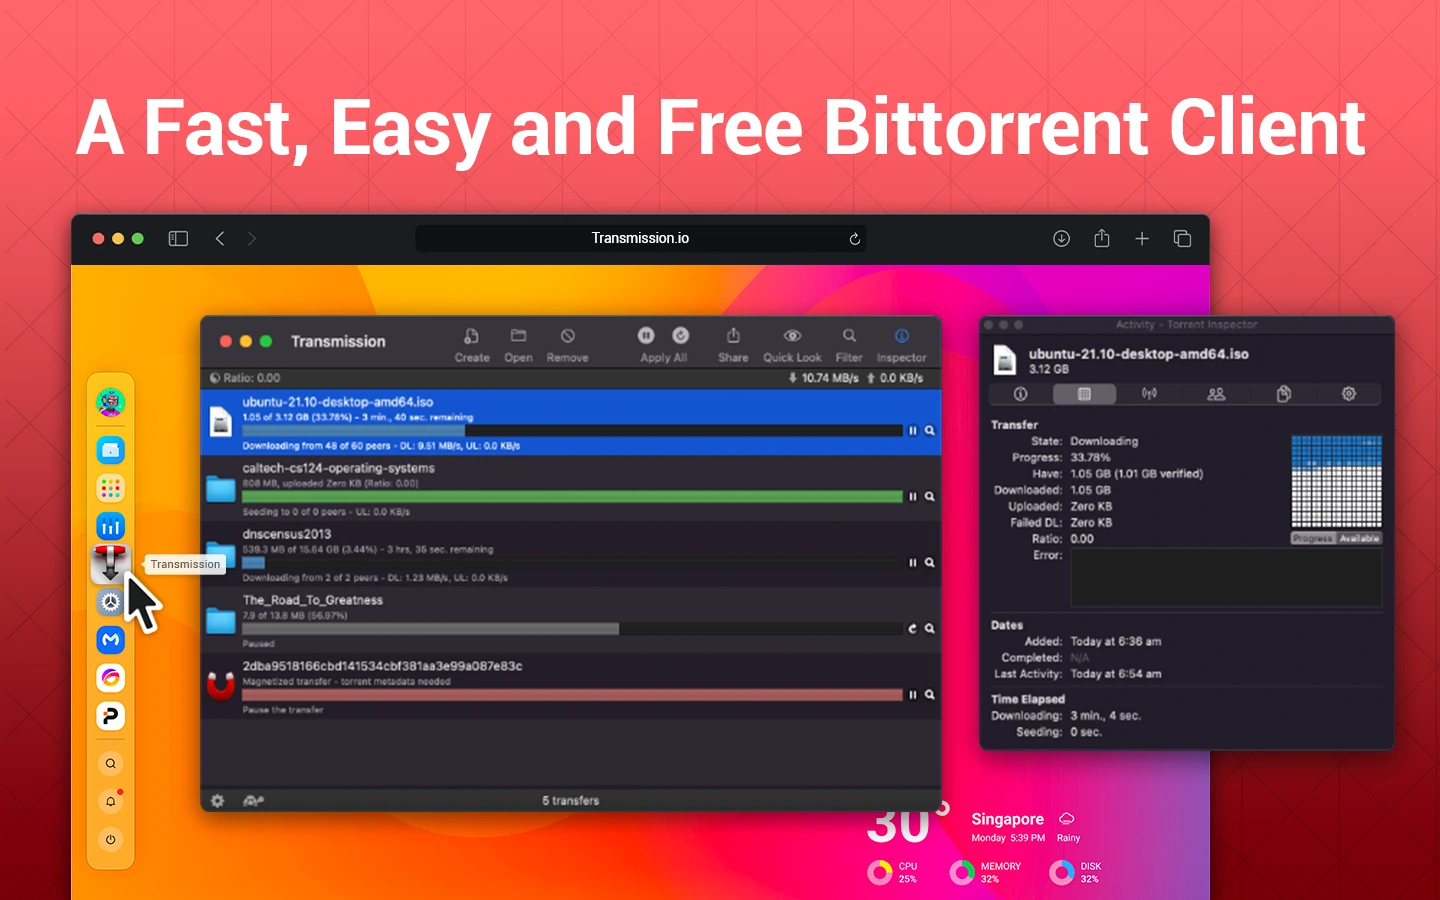 A Fast, Easy and Free Bittorrent Client
Transmission.io
Transmission
Create
Open
Remove
Apply All
Share
Quick Look
Filter
Inspector
Ratio: 0.00
10.74 MB/s
0.0 KB/s
ubuntu-21.10-desktop-amd64.iso
1.05 of 3.12 GB (33.78%) - 3 min., 40 sec. remaining
Downloading from 48 of 60 peers - DL: 9.51 MB/s, UL: 0.0 KB/s
caltech-cs124-operating-systems
808 MB, uploaded Zero KB (Ratio: 0.00)
Seeding to 0 of 0 peers - UL: 0.0 KB/s
dnscensus2013
539.3 MB of 15.64 GB (3.44%) - 3 hrs, 35 sec. remaining
Downloading from 2 of 2 peers - DL: 1.23 MB/s, UL: 0.0 KB/s
The_Road_To_Greatness
7.9 of 13.8 MB (56.97%)
Paused
2dba9518166cbd141534cbf381aa3e99a087e83c
Magnetized transfer - torrent metadata needed
Pause the transfer
5 transfers
Transmission
Activity - Torrent Inspector
ubuntu-21.10-desktop-amd64.iso
3.12 GB
Transfer
State: Downloading
Progress: 33.78%
Have: 1.05 GB (1.01 GB verified)
Downloaded: 1.05 GB
Uploaded: Zero KB
Failed DL: Zero KB
Ratio: 0.00
Progress Available
Error:
Dates
Added: Today at 6:36 am
Completed: N/A
Last Activity: Today at 6:54 am
Time Elapsed
Downloading: 3 min., 4 sec.
Seeding: 0 sec.
30°
Singapore
Monday 5:39 PM
Rainy
CPU
25%
MEMORY
32%
DISK
32%